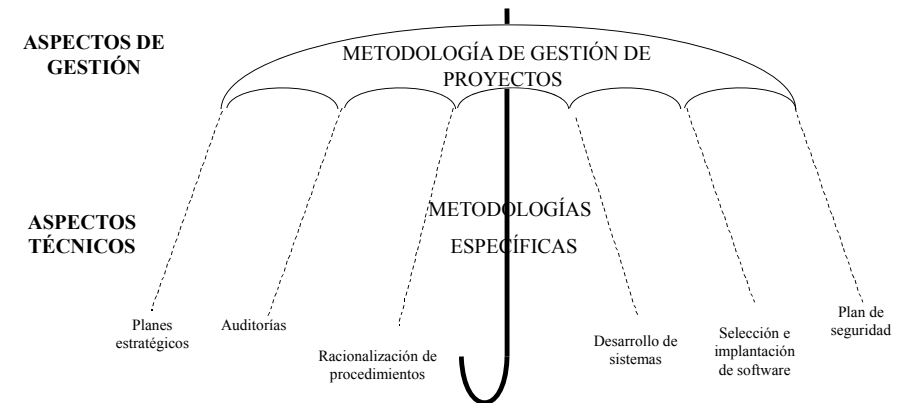 ASPECTOS DE
GESTIÓN
METODOLOGÍA DE GESTIÓN DE
PROYECTOS
ASPECTOS
TÉCNICOS
METODOLOGÍAS
ESPECÍFICAS
Planes
estratégicos
Auditorías
Racionalización de
procedimientos
Desarrollo de
sistemas
Selección e
implantación
de software
Plan de
seguridad